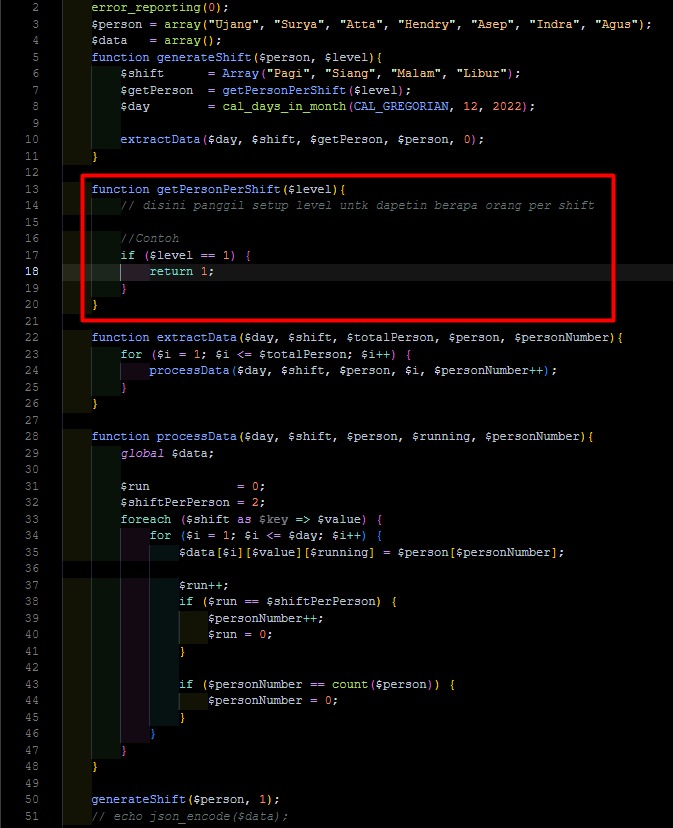 2 error_reporting(0);
3 $person = array("Ujang", "Surya", "Atta", "Hendry", "Asep", "Indra", "Agus");
4 $data   = array();
5 function generateShift($person, $level){
6     $shift      = Array("Pagi", "Siang", "Malam", "Libur");
7     $getPerson  = getPersonPerShift($level);
8     $day        = cal_days_in_month(CAL_GREGORIAN, 12, 2022);
9
10     extractData($day, $shift, $getPerson, $person, 0);
11 }
12
13 function getPersonPerShift($level){
14     // disini panggil setup level untk dapetin berapa orang per shift
15
16     //Contoh
17     if ($level == 1) {
18         return 1;
19     }
20 }
21
22 function extractData($day, $shift, $totalPerson, $person, $personNumber){
23     for ($i = 1; $i <= $totalPerson; $i++) {
24         processData($day, $shift, $person, $i, $personNumber++);
25     }
26 }
27
28 function processData($day, $shift, $person, $running, $personNumber){
29     global $data;
30
31     $run            = 0;
32     $shiftPerPerson = 2;
33     foreach ($shift as $key => $value) {
34         for ($i = 1; $i <= $day; $i++) {
35             $data[$i][$value][$running] = $person[$personNumber];
36
37             $run++;
38             if ($run == $shiftPerPerson) {
39                 $personNumber++;
40                 $run = 0;
41             }
42
43             if ($personNumber == count($person)) {
44                 $personNumber = 0;
45             }
46         }
47     }
48 }
49
50 generateShift($person, 1);
51 // echo json_encode($data);